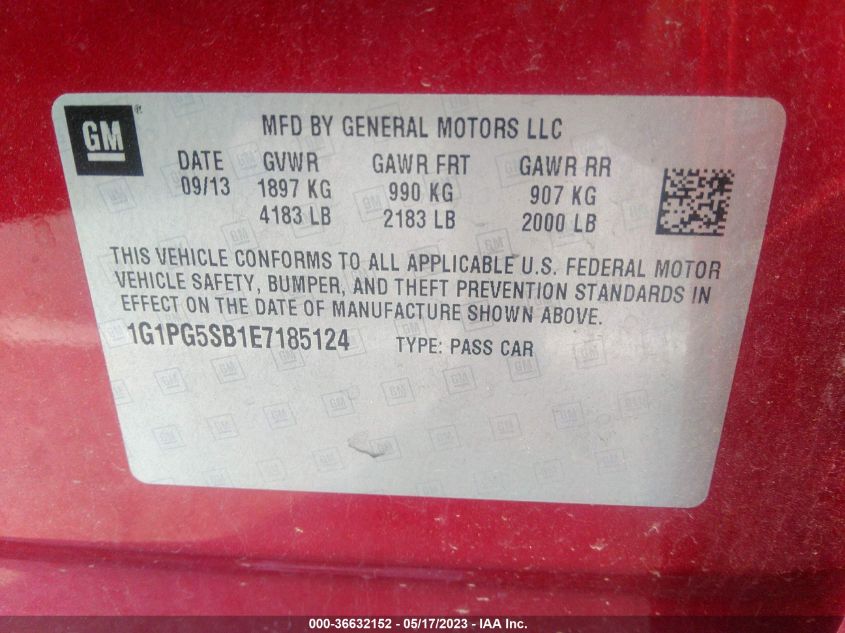 GM
MFD BY GENERAL MOTORS LLC
DATE GVWR GAWR FRT GAWR RR
09/13 1897 KG 990 KG 907 KG
4183 LB 2183 LB 2000 LB
THIS VEHICLE CONFORMS TO ALL APPLICABLE U.S. FEDERAL MOTOR
VEHICLE SAFETY, BUMPER, AND THEFT PREVENTION STANDARDS IN
EFFECT ON THE DATE OF MANUFACTURE SHOWN ABOVE.
1G1PG5SB1E7185124 TYPE: PASS CAR
000-36632152 - 05/17/2023 - IAA Inc.